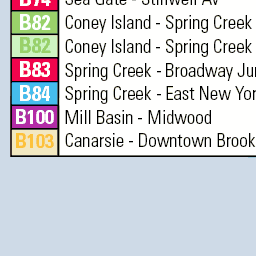 B74 Sea Gate - Stillwell Av
B82 Coney Island - Spring Creek
B82 Coney Island - Spring Creek
B83 Spring Creek - Broadway Ju
B84 Spring Creek - East New Yor
B100 Mill Basin - Midwood
B103 Canarsie - Downtown Brook